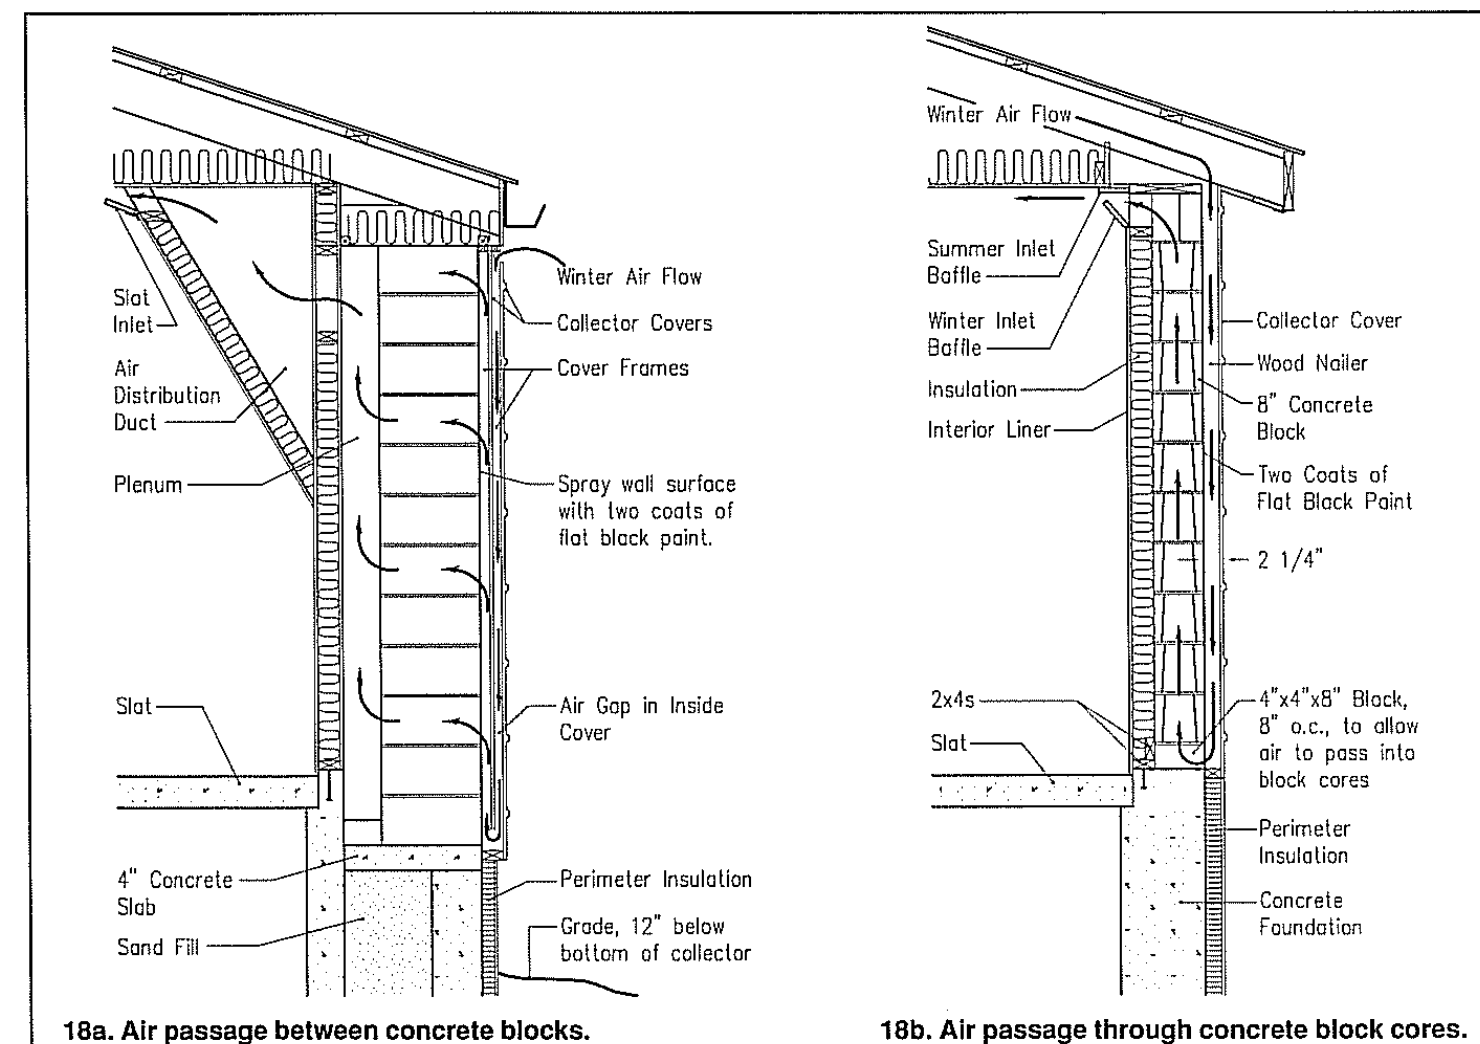 Slat
Inlet
Air
Distribution
Duct
Plenum
Slat
4" Concrete
Slab
Sand Fill
Winter Air Flow
Collector Covers
Cover Frames
Spray wall surface
with two coats of
flat black paint.
Air Gap in Inside
Cover
Perimeter Insulation
Grade, 12" below
bottom of collector
18a. Air passage between concrete blocks.
Winter Air Flow
Summer Inlet
Baffle
Winter Inlet
Baffle
Insulation
Interior Liner
2x4s
Slat
Collector Cover
Wood Nailer
8" Concrete
Block
Two Coats of
Flat Black Paint
2 1/4"
4"x4"x8" Block,
8" o.c., to allow
air to pass into
block cores
Perimeter
Insulation
Concrete
Foundation
18b. Air passage through concrete block cores.